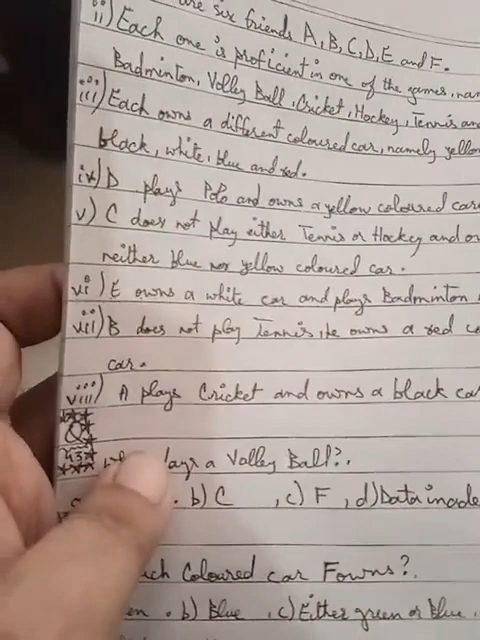 are six friends A, B, C, D, E and F.
ii) Each one is proficient in one of the games, nam
Badminton, Volley Ball, Cricket, Hockey, Tennis an
iii) Each owns a different coloured car, namely yello
black, white, blue and red.
iv) D plays Polo and owns a yellow coloured car
v) C does not play either Tennis or Hockey and ow
neither blue nor yellow coloured car.
vi) E owns a white car and plays Badminton
vii) B does not play Tennis, he owns a red co
car.
viii) A plays Cricket and owns a black car
Q
43
lays a Volley Ball?
b) C , c) F , d) Data inade
ich Coloured car F owns?
en . b) Blue , c) Either green or Blue .